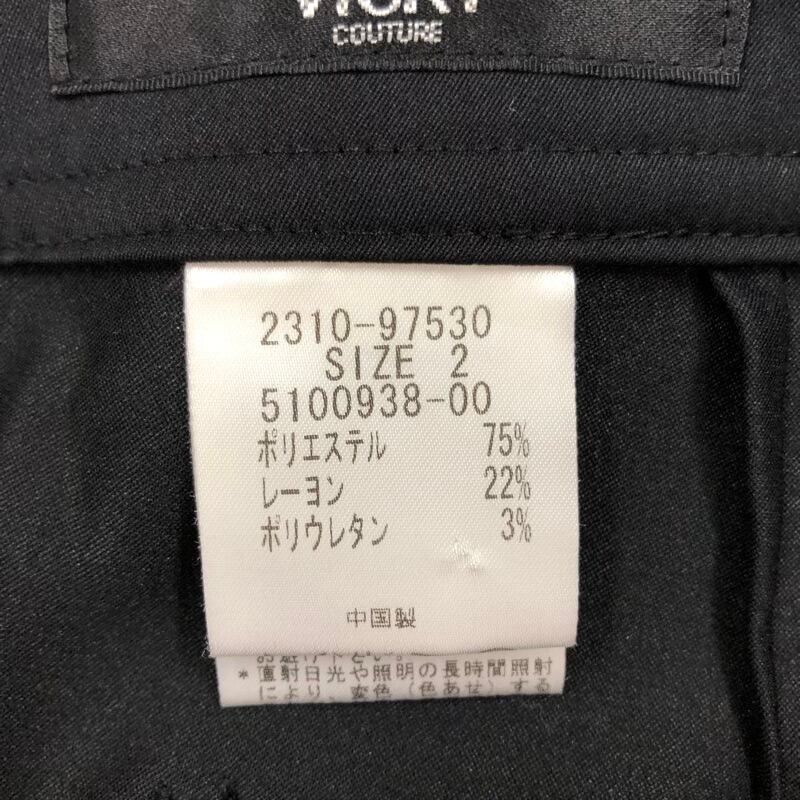 COUTURE
2310-97530
SIZE 2
5100938-00
ポリエステル 75%
レーヨン 22%
ポリウレタン 3%
中国製
*直射日光や照明の長時間照射
により、変色(色あせ)する